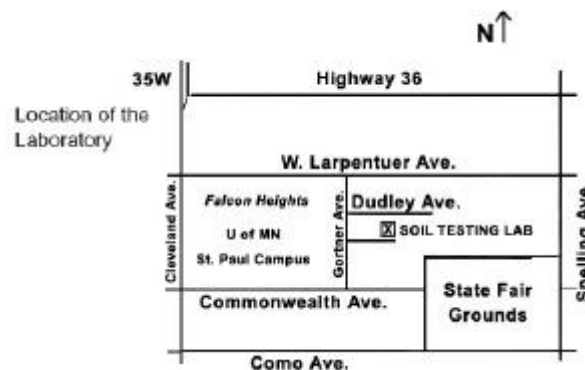 N
35W
Highway 36
Location of the
Laboratory
W. Larpentuer Ave.
Cleveland Ave.
Falcon Heights
U of MN
St. Paul Campus
Gortner Ave.
Dudley Ave.
X SOIL TESTING LAB
Snelling Ave.
Commonwealth Ave.
State Fair
Grounds
Como Ave.